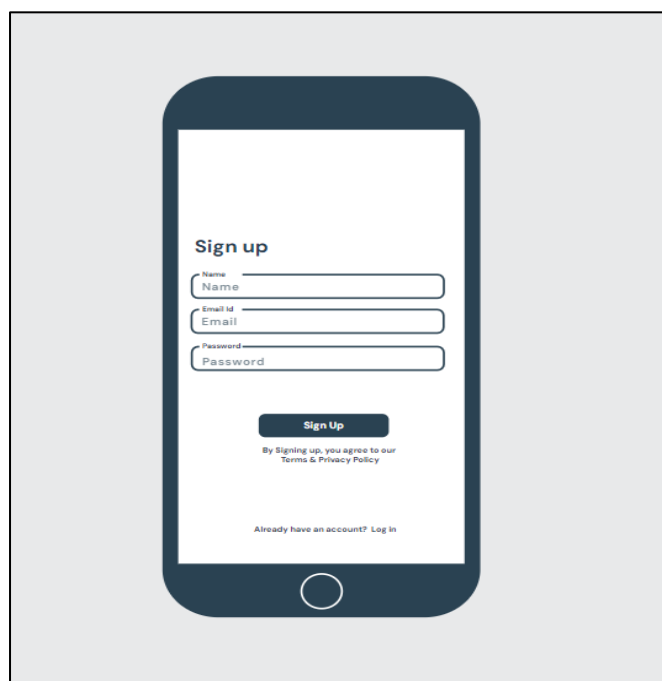 Sign up
Name
Name
Email Id
Email
Password
Password
Sign Up
By Signing up, you agree to our
Terms & Privacy Policy
Already have an account? Log in